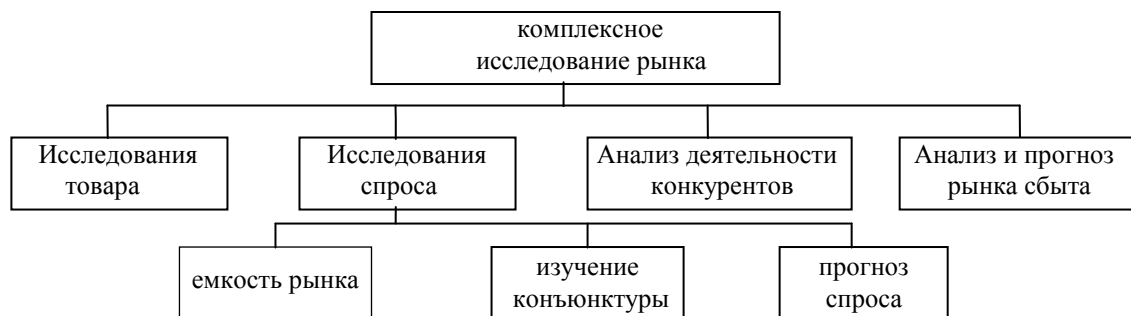 комплексное
исследование рынка
Исследования
товара
Исследования
спроса
Анализ деятельности
конкурентов
Анализ и прогноз
рынка сбыта
емкость рынка
изучение
конъюнктуры
прогноз
спроса